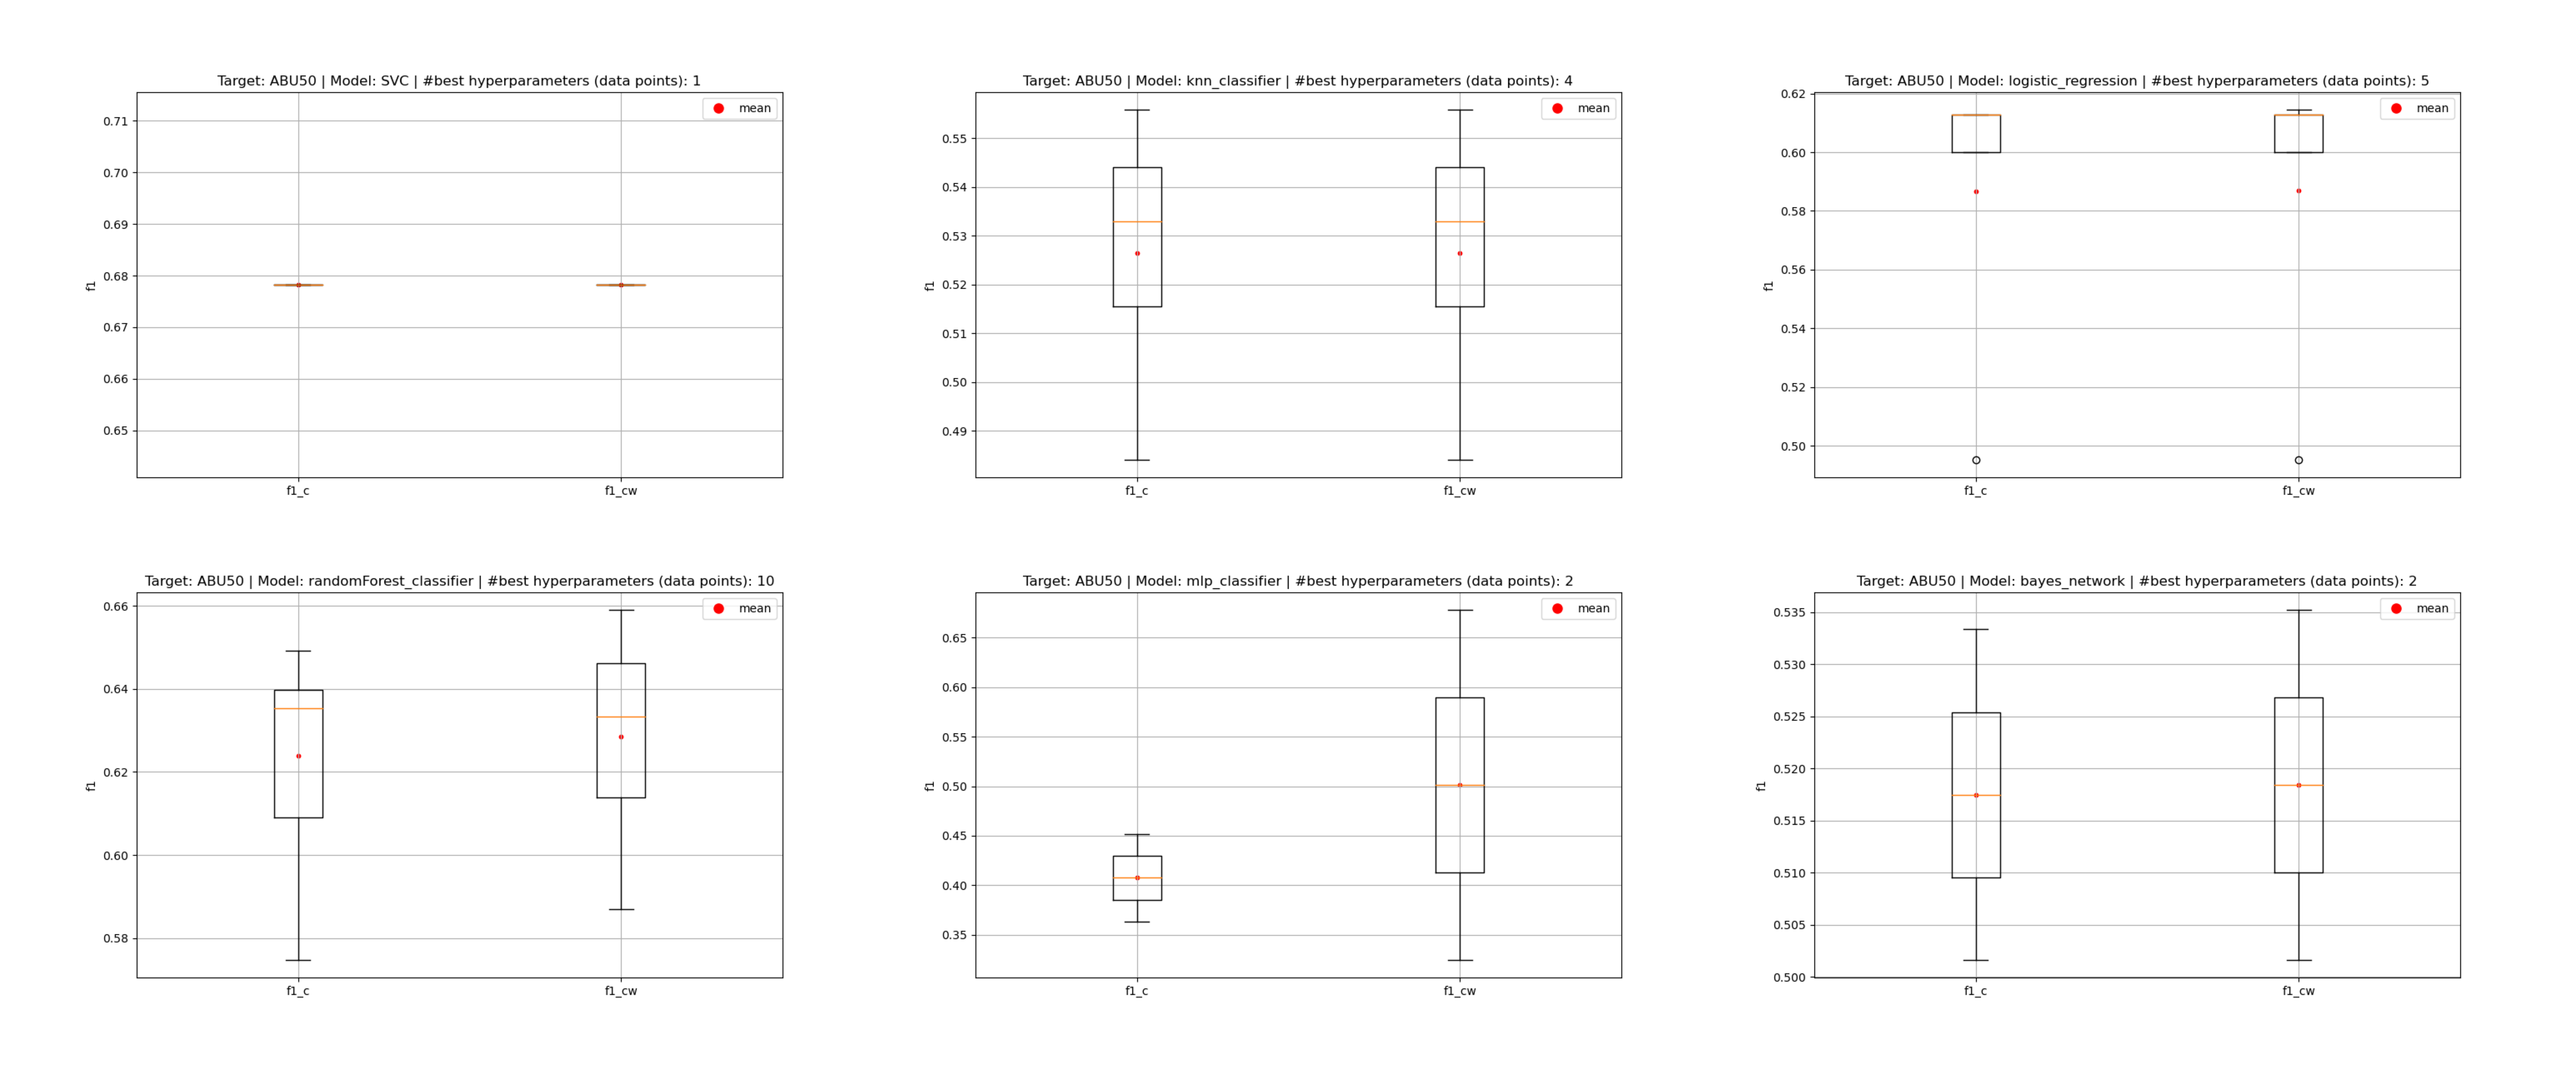 Target: ABU50 | Model: SVC | #best hyperparameters (data points): 1
mean
0.71
0.70
0.69
0.68
0.67
0.66
0.65
f1
f1_c
f1_cw
Target: ABU50 | Model: knn_classifier | #best hyperparameters (data points): 4
mean
0.55
0.54
0.53
0.52
0.51
0.50
0.49
f1
f1_c
f1_cw
Target: ABU50 | Model: logistic_regression | #best hyperparameters (data points): 5
mean
0.62
0.60
0.58
0.56
0.54
0.52
0.50
f1
f1_c
f1_cw
Target: ABU50 | Model: randomForest_classifier | #best hyperparameters (data points): 10
mean
0.66
0.64
0.62
0.60
0.58
f1
f1_c
f1_cw
Target: ABU50 | Model: mlp_classifier | #best hyperparameters (data points): 2
mean
0.65
0.60
0.55
0.50
0.45
0.40
0.35
f1
f1_c
f1_cw
Target: ABU50 | Model: bayes_network | #best hyperparameters (data points): 2
mean
0.535
0.530
0.525
0.520
0.515
0.510
0.505
0.500
f1
f1_c
f1_cw